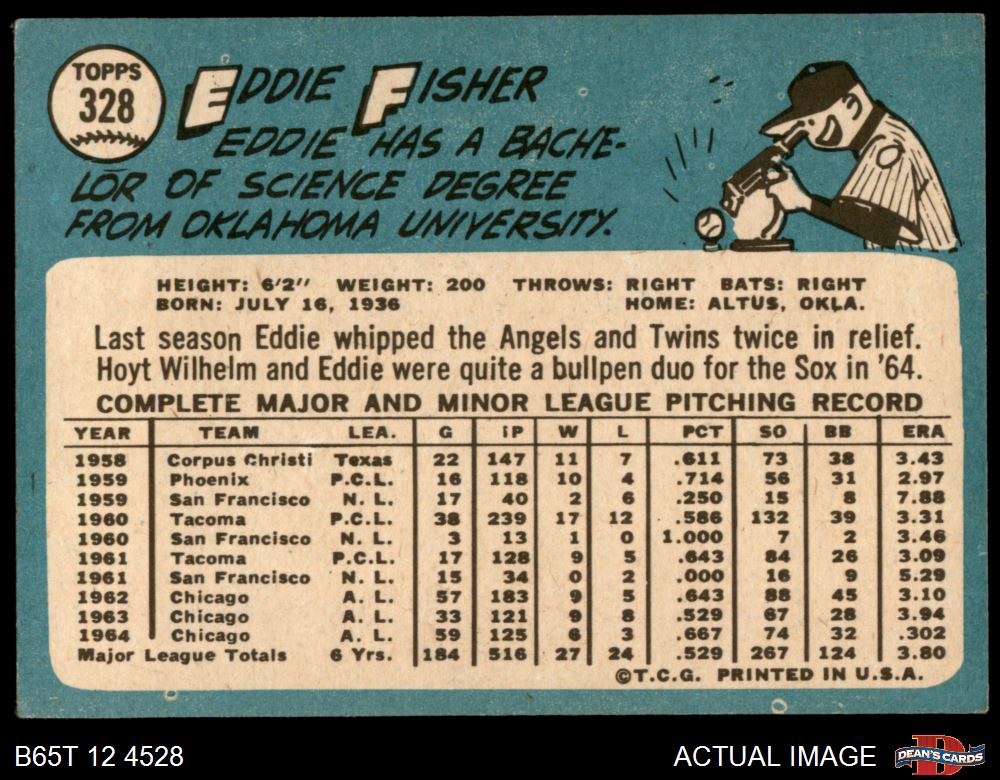 TOPPS
328
EDDIE FISHER
EDDIE HAS A BACHE-
LOR OF SCIENCE DEGREE
FROM OKLAHOMA UNIVERSITY.
HEIGHT: 6'2" WEIGHT: 200 THROWS: RIGHT BATS: RIGHT
BORN: JULY 16, 1936 HOME: ALTUS, OKLA.
Last season Eddie whipped the Angels and Twins twice in relief.
Hoyt Wilhelm and Eddie were quite a bullpen duo for the Sox in '64.
COMPLETE MAJOR AND MINOR LEAGUE PITCHING RECORD
YEAR TEAM LEA. G IP W L PCT SO BB ERA
1958 Corpus Christi Texas 22 147 11 7 .611 73 38 3.43
1959 Phoenix P.C.L. 16 118 10 4 .714 56 31 2.97
1959 San Francisco N. L. 17 40 2 6 .250 15 8 7.88
1960 Tacoma P.C.L. 38 239 17 12 .586 132 39 3.31
1960 San Francisco N. L. 3 13 1 0 1.000 7 2 3.46
1961 Tacoma P.C.L. 17 128 9 5 .643 84 26 3.09
1961 San Francisco N. L. 15 34 0 2 .000 16 9 5.29
1962 Chicago A. L. 57 183 9 5 .643 88 45 3.10
1963 Chicago A. L. 33 121 9 8 .529 67 28 3.94
1964 Chicago A. L. 59 125 6 3 .667 74 32 .302
Major League Totals 6 Yrs. 184 516 27 24 .529 267 124 3.80
©T.C.G. PRINTED IN U.S.A.
B65T 12 4528 ACTUAL IMAGE
DEAN'S CARDS